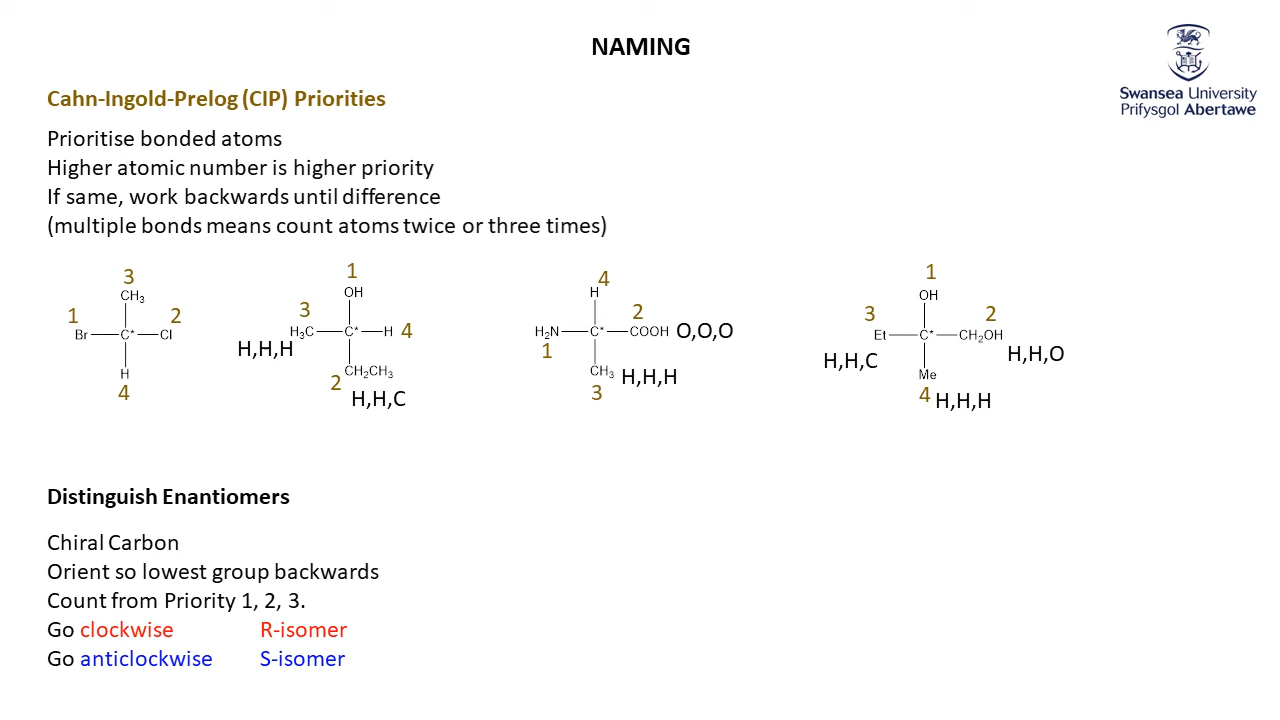 NAMING
Swansea University
Prifysgol Abertawe
Cahn-Ingold-Prelog (CIP) Priorities
Prioritise bonded atoms
Higher atomic number is higher priority
If same, work backwards until difference
(multiple bonds means count atoms twice or three times)
3
CH3
1
2
Br
C*
Cl
H
4
1
OH
3
H3C
C*
H
4
H,H,H
CH2CH3
2
H,H,C
4
H
2
H2N
C*
COOH
O,O,O
1
CH3
H,H,H
3
1
OH
3
2
Et
C*
CH2OH
H,H,C
H,H,O
Me
4
H,H,H
Distinguish Enantiomers
Chiral Carbon
Orient so lowest group backwards
Count from Priority 1, 2, 3.
Go clockwise R-isomer
Go anticlockwise S-isomer